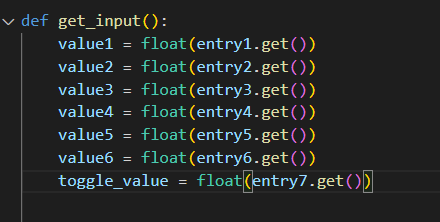 def get_input():
    value1 = float(entry1.get())
    value2 = float(entry2.get())
    value3 = float(entry3.get())
    value4 = float(entry4.get())
    value5 = float(entry5.get())
    value6 = float(entry6.get())
    toggle_value = float(entry7.get())